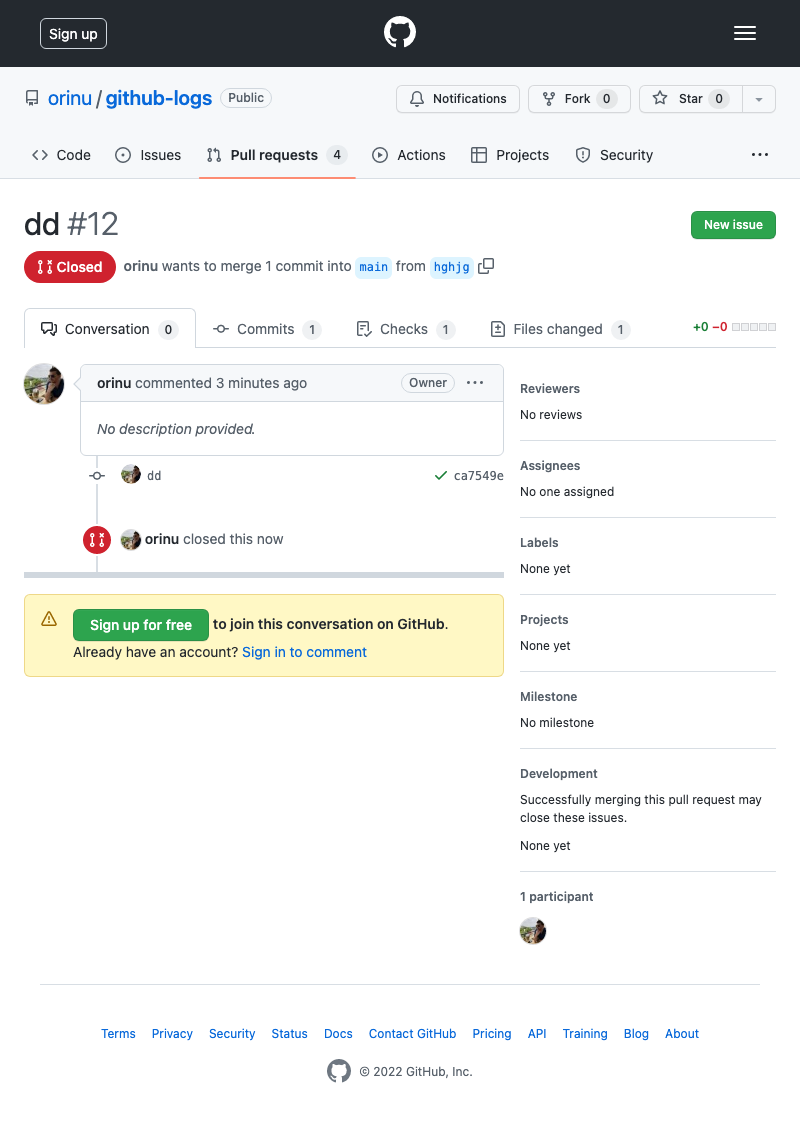 Sign up
orinu / github-logs Public
Notifications Fork 0 Star 0
Code Issues Pull requests 4 Actions Projects Security
dd #12
New issue
Closed orinu wants to merge 1 commit into main from hghjg
Conversation 0 Commits 1 Checks 1 Files changed 1 +0 −0
orinu commented 3 minutes ago Owner
No description provided.
dd ca7549e
orinu closed this now
Sign up for free to join this conversation on GitHub.
Already have an account? Sign in to comment
Reviewers
No reviews
Assignees
No one assigned
Labels
None yet
Projects
None yet
Milestone
No milestone
Development
Successfully merging this pull request may
close these issues.
None yet
1 participant
Terms Privacy Security Status Docs Contact GitHub Pricing API Training Blog About
© 2022 GitHub, Inc.